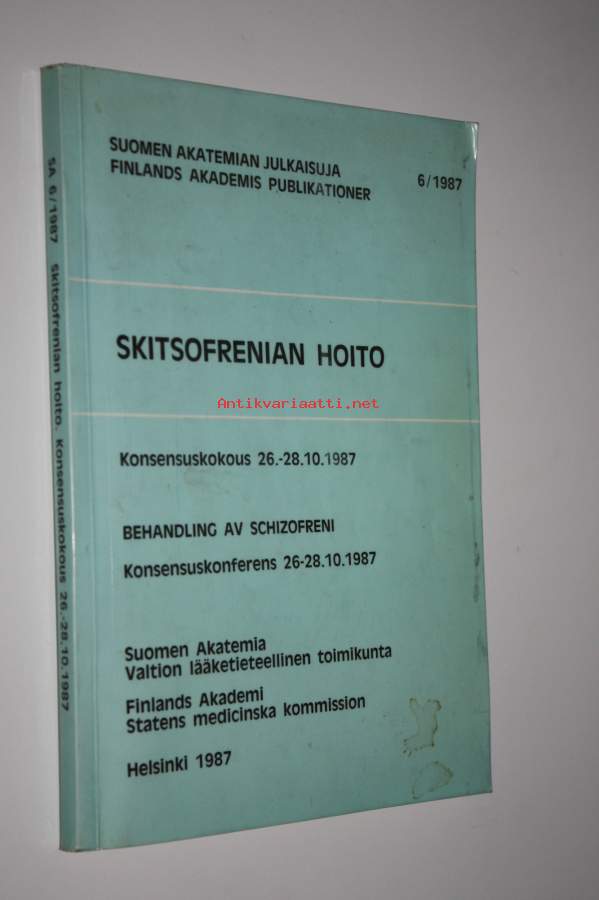 SUOMEN AKATEMIAN JULKAISUJA
FINLANDS AKADEMIS PUBLIKATIONER
6/1987
SKITSOFRENIAN HOITO
Antikvariaatti.net
Konsensuskokous 26.-28.10.1987
BEHANDLING AV SCHIZOFRENI
Konsensuskonferens 26-28.10.1987
Suomen Akatemia
Valtion lääketieteellinen toimikunta
Finlands Akademi
Statens medicinska kommission
Helsinki 1987
SA 6/1987 Skitsofrenian hoito. Konsensuskokous 26.-28.10.1987